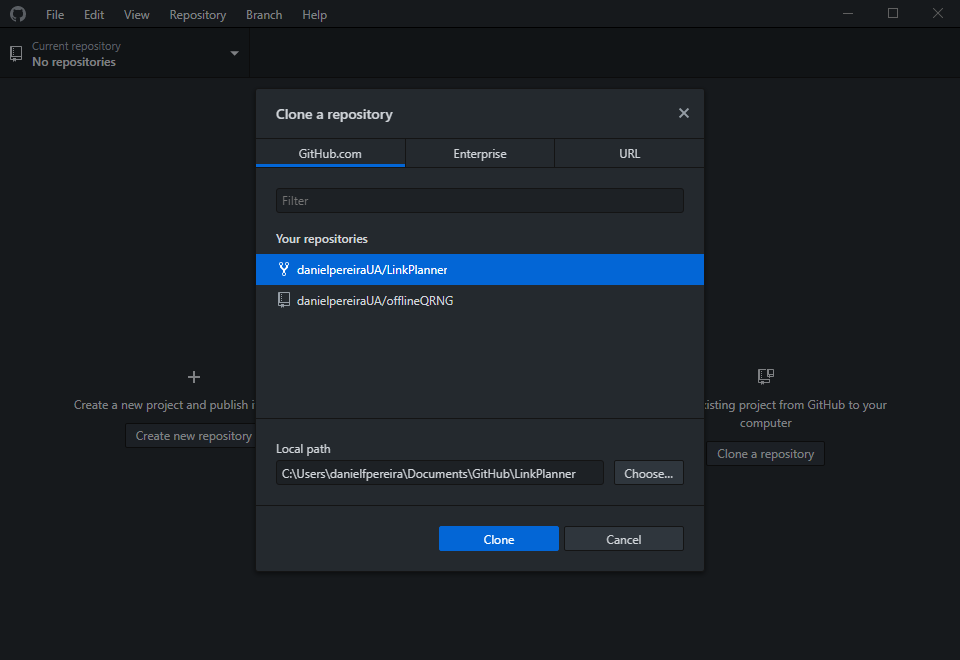 File Edit View Repository Branch Help
Current repository
No repositories
Clone a repository
GitHub.com Enterprise URL
Filter
Your repositories
danielpereiraUA/LinkPlanner
danielpereiraUA/offlineQRNG
Create a new project and publish i
Create new repository
isting project from GitHub to your
computer
Clone a repository
Local path
C:\Users\danielfpereira\Documents\GitHub\LinkPlanner
Choose...
Clone Cancel